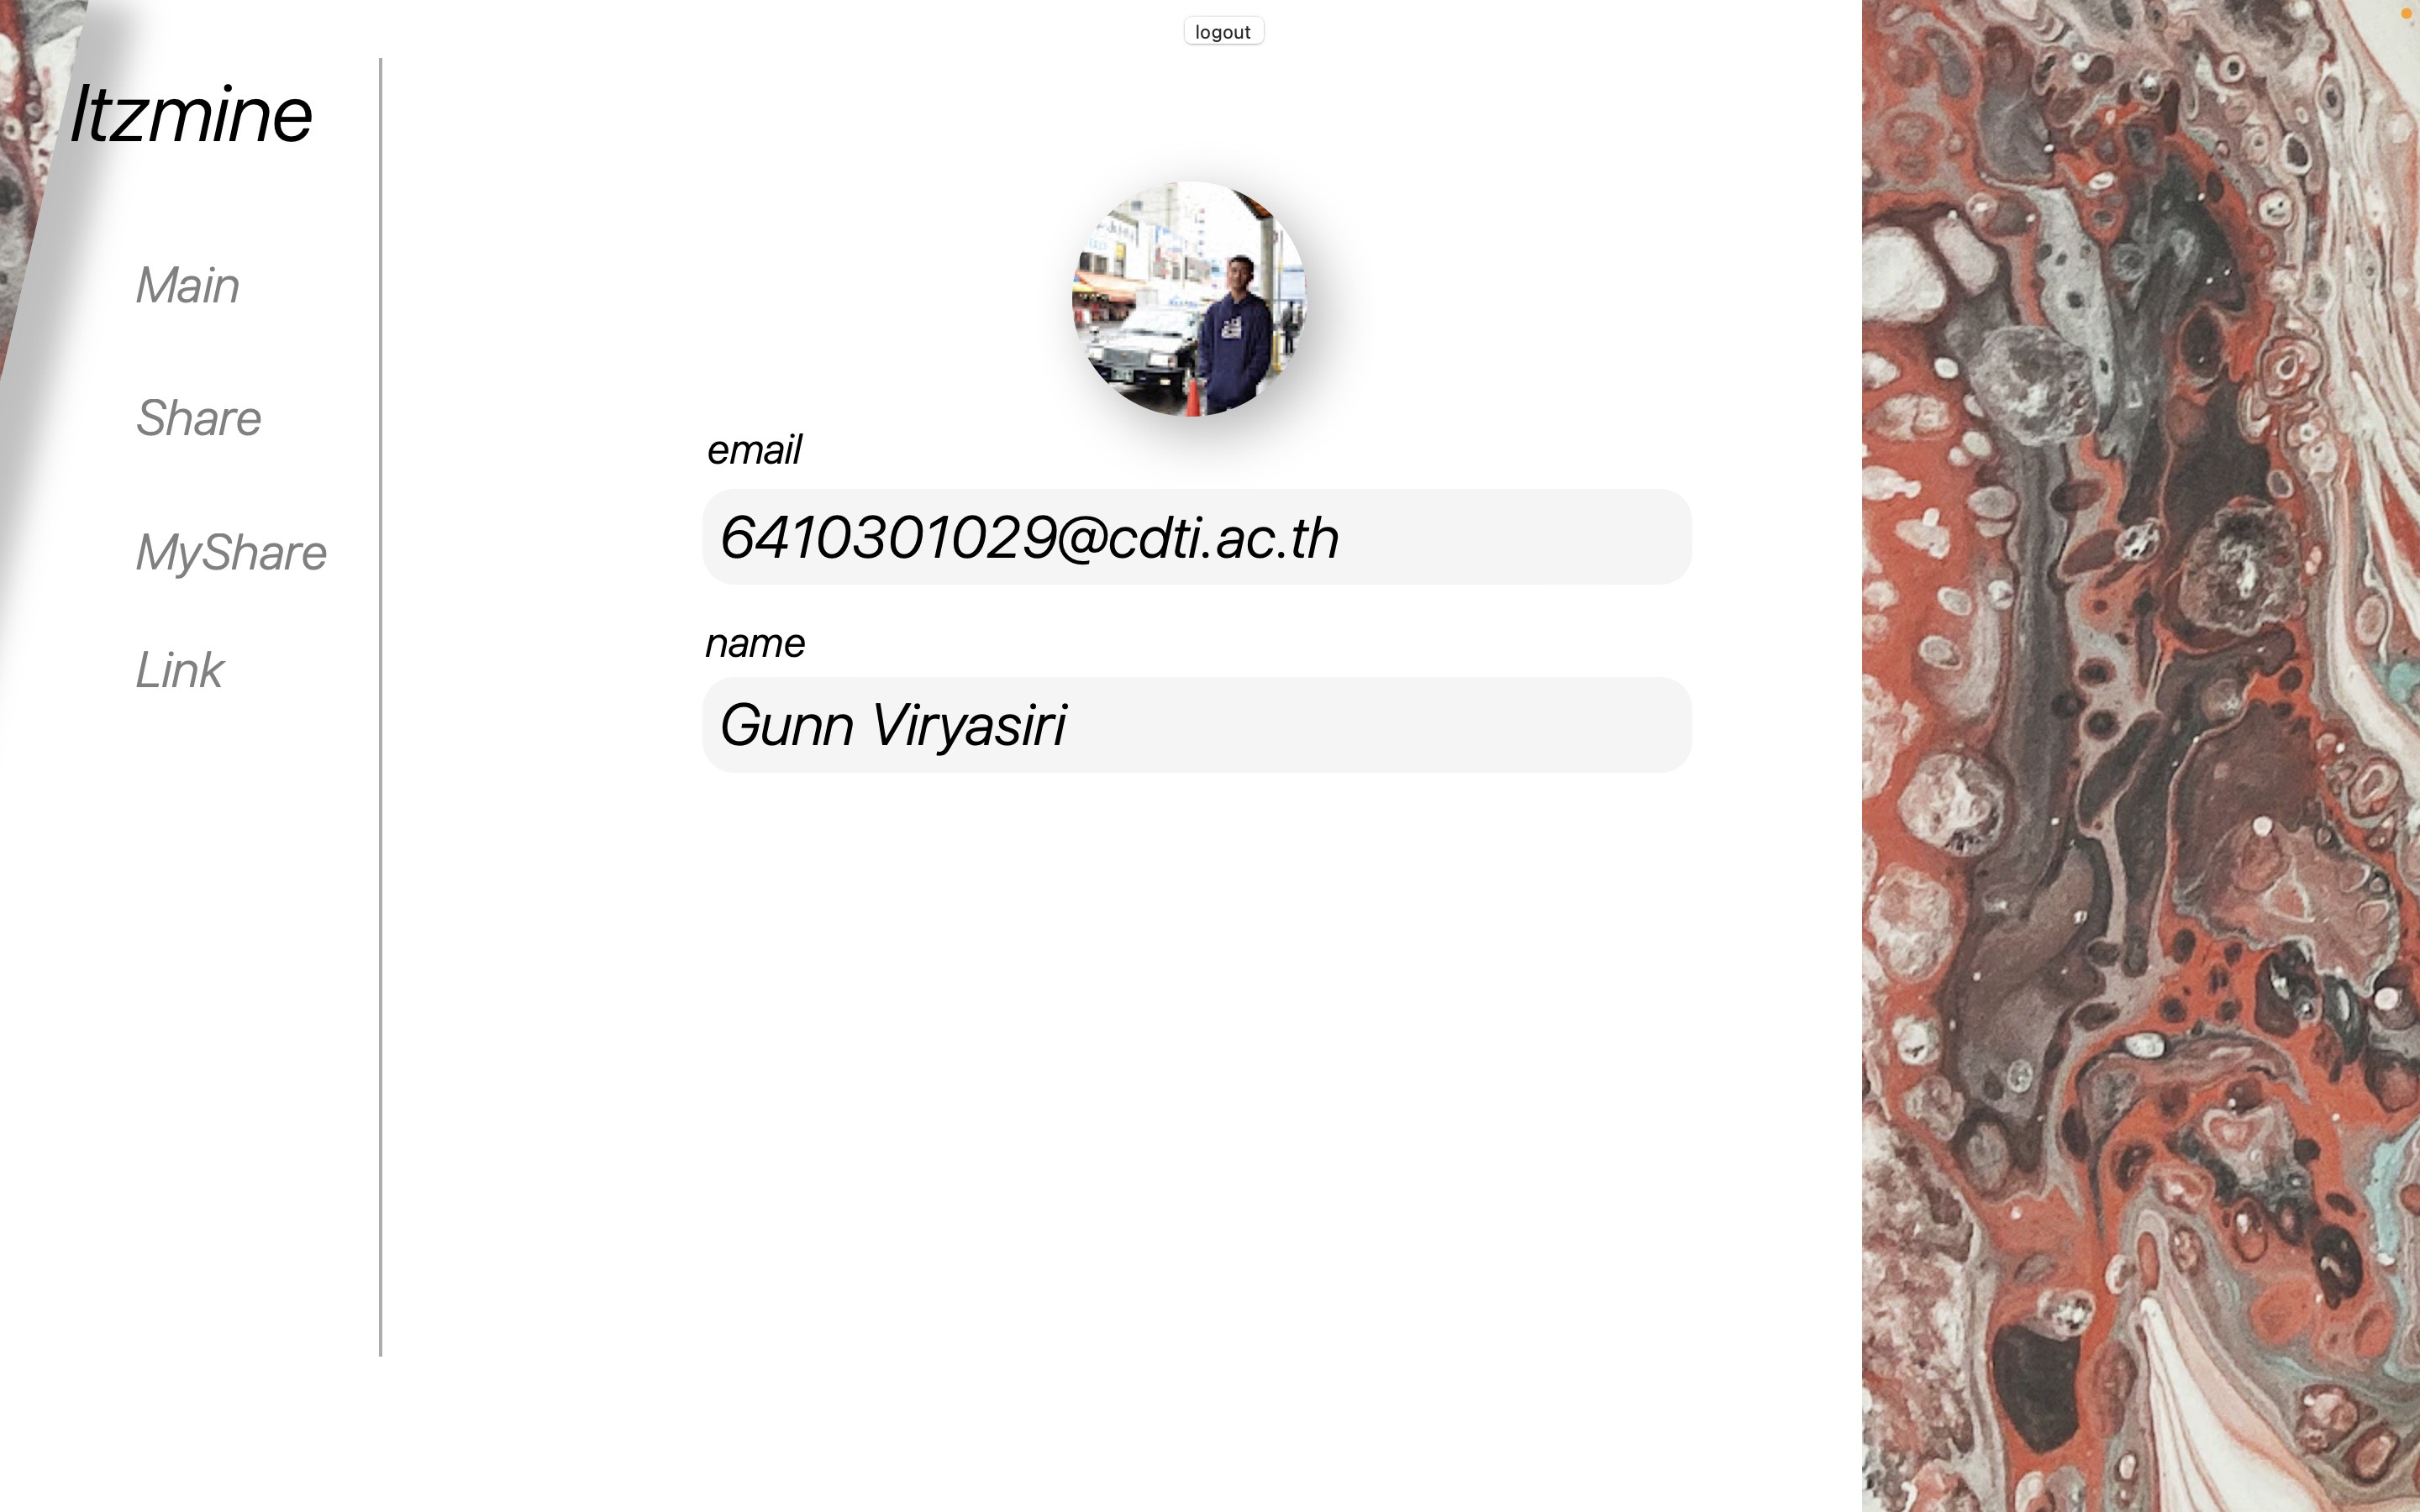 logout
Itzmine
Main
Share
MyShare
Link
email
6410301029@cdti.ac.th
name
Gunn Viryasiri